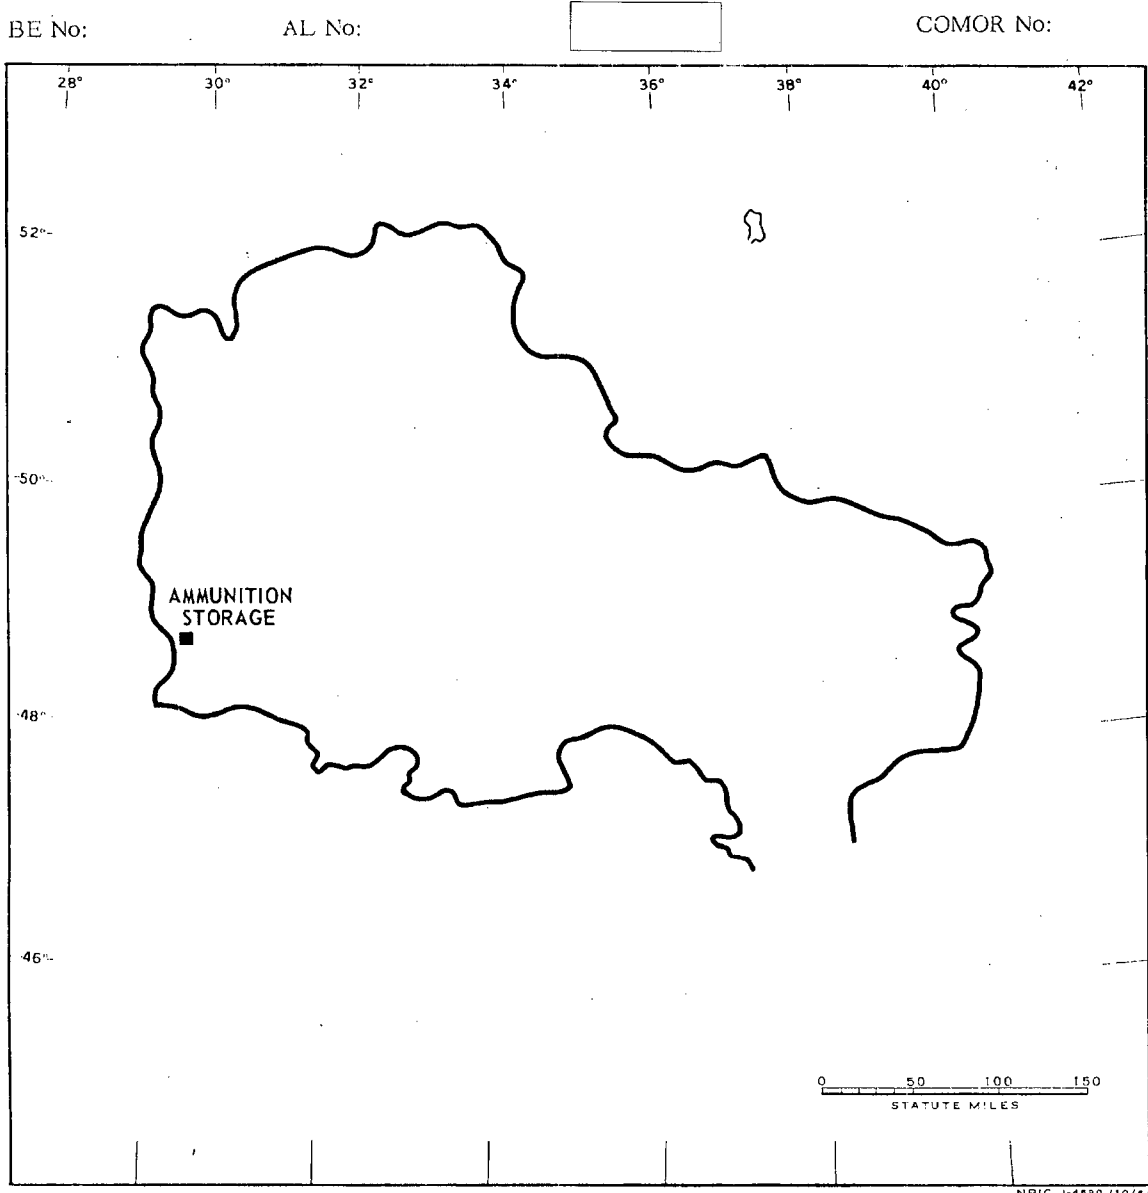 BE No: AL No: COMOR No:
28° 30° 32° 34° 36° 38° 40° 42°
52°
50°
AMMUNITION
STORAGE
48°
46°
0 50 100 150
STATUTE MILES